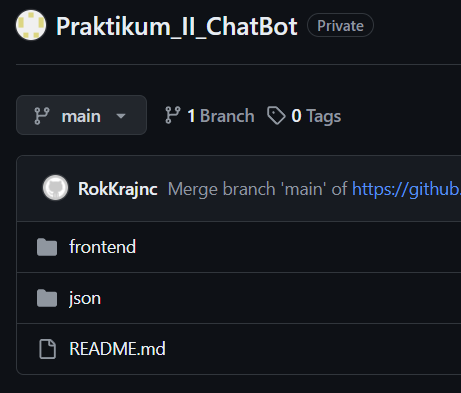 Praktikum_II_ChatBot Private
main 1 Branch 0 Tags
RokKrajnc Merge branch 'main' of https://github.
frontend
json
README.md